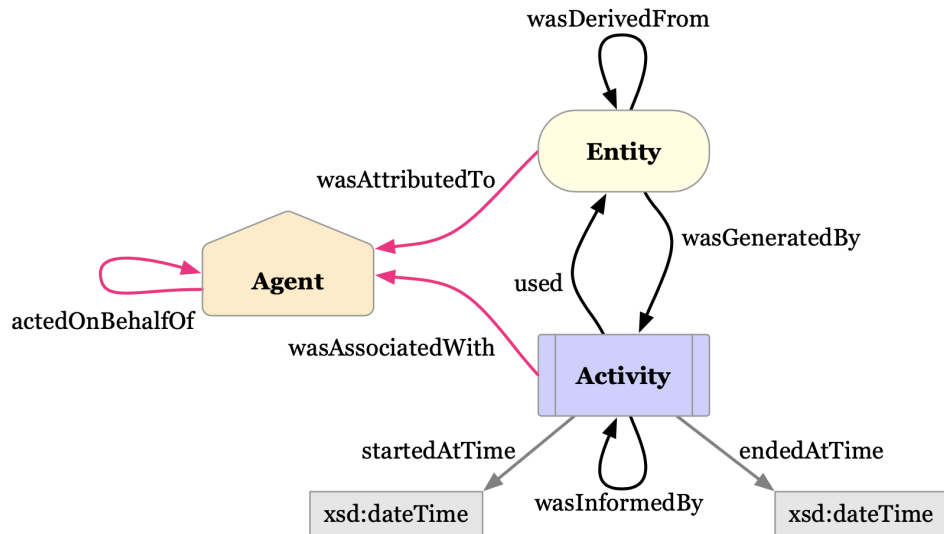 wasDerivedFrom
Entity
wasAttributedTo
wasGeneratedBy
used
Agent
actedOnBehalfOf
wasAssociatedWith
Activity
startedAtTime
endedAtTime
wasInformedBy
xsd:dateTime
xsd:dateTime